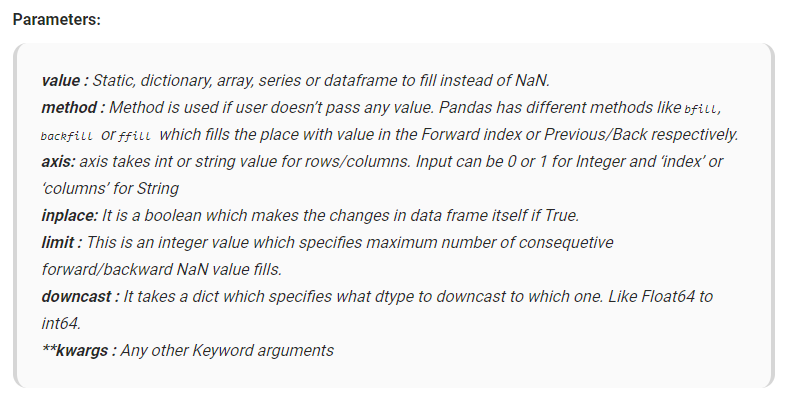 Parameters:
value : Static, dictionary, array, series or dataframe to fill instead of NaN.
method : Method is used if user doesn’t pass any value. Pandas has different methods like bfill,
backfill or ffill which fills the place with value in the Forward index or Previous/Back respectively.
axis: axis takes int or string value for rows/columns. Input can be 0 or 1 for Integer and ‘index’ or
‘columns’ for String
inplace: It is a boolean which makes the changes in data frame itself if True.
limit : This is an integer value which specifies maximum number of consequetive
forward/backward NaN value fills.
downcast : It takes a dict which specifies what dtype to downcast to which one. Like Float64 to
int64.
**kwargs : Any other Keyword arguments